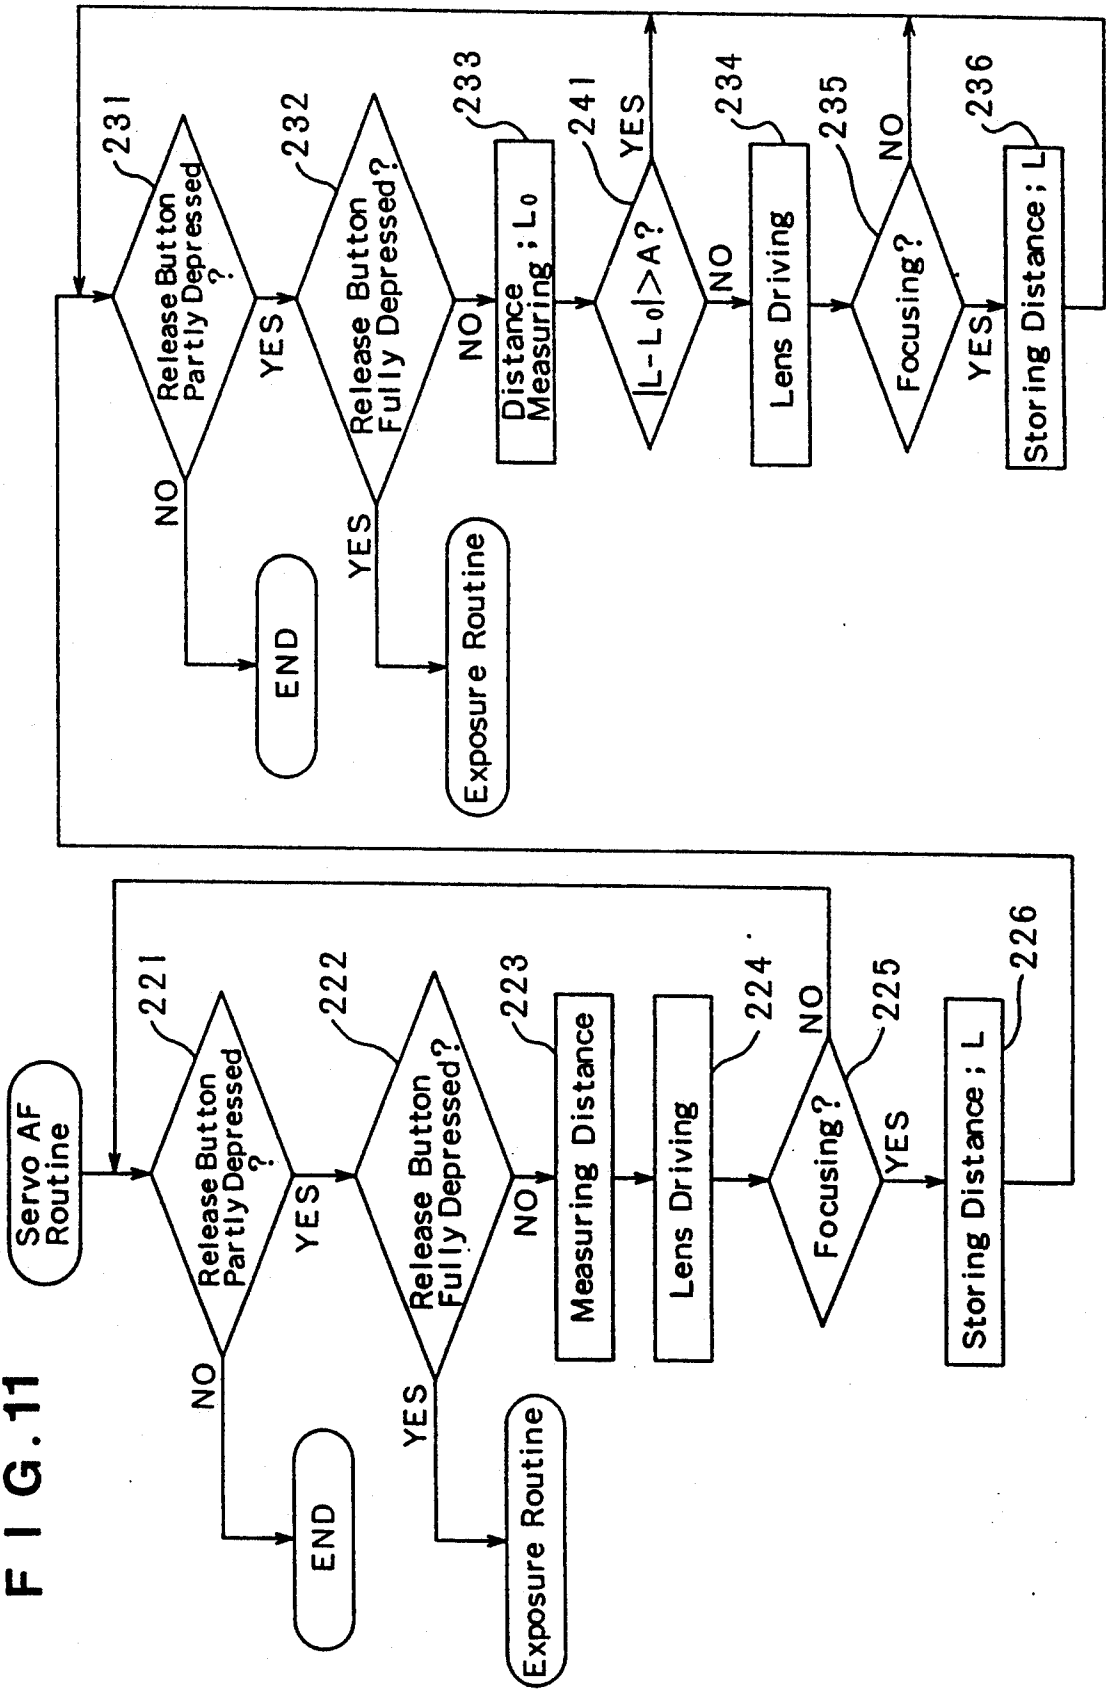 FIG.11
Servo AF
Routine
221
Release Button
Partly Depressed
?
NO
YES
END
222
Release Button
Fully Depressed?
YES
NO
Exposure Routine
223
Measuring Distance
224
Lens Driving
225
Focusing?
NO
YES
226
Storing Distance; L
231
Release Button
Partly Depressed
?
NO
YES
END
232
Release Button
Fully Depressed?
YES
NO
Exposure Routine
233
Distance
Measuring ; L0
241
|L-L0|>A?
YES
NO
234
Lens Driving
235
Focusing?
NO
YES
236
Storing Distance; L